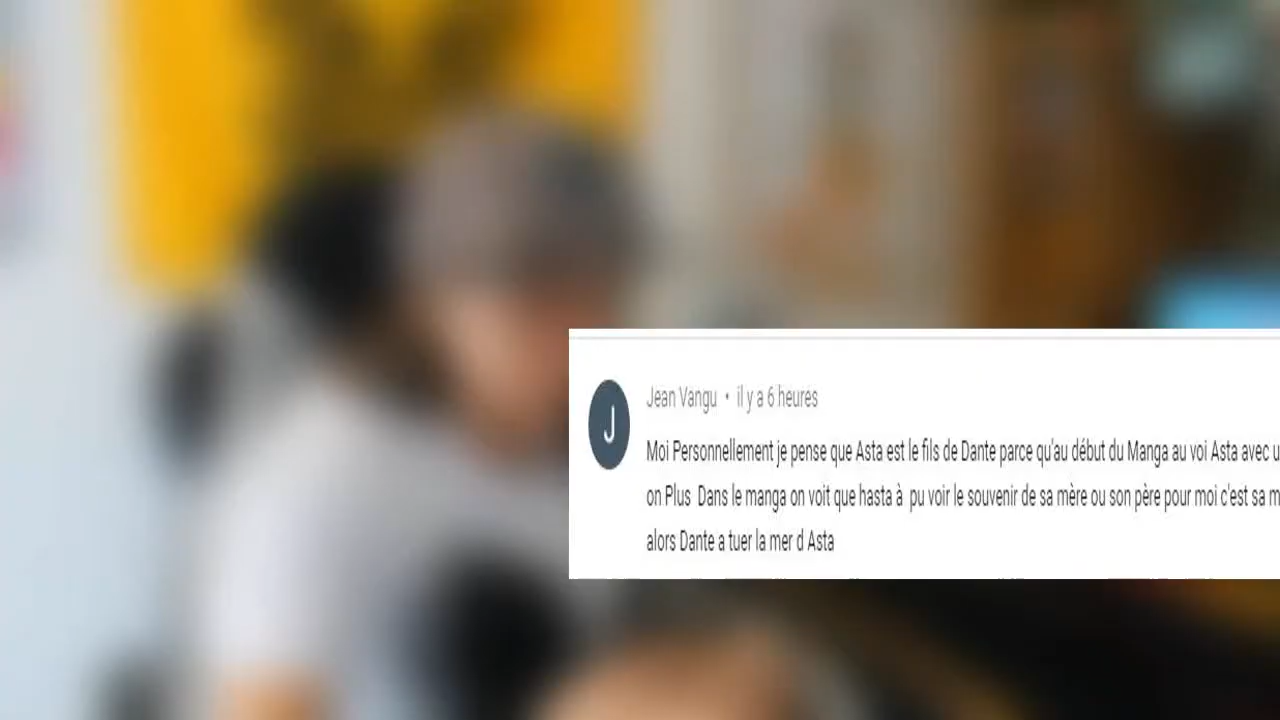 J
Jean Vangu • il y a 6 heures
Moi Personnellement je pense que Asta est le fils de Dante parce qu'au début du Manga au voi Asta avec
on Plus Dans le manga on voit que hasta à pu voir le souvenir de sa mère ou son père pour moi c'est sa
alors Dante a tuer la mer d Asta